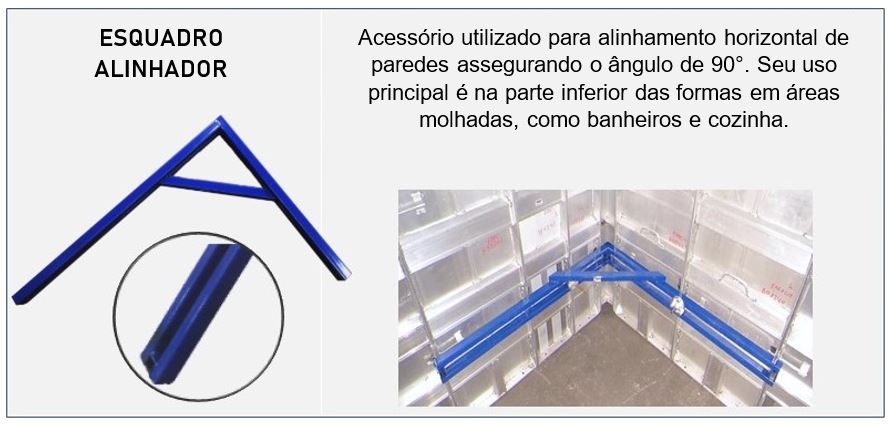 ESQUADRO
ALINHADOR
Acessório utilizado para alinhamento horizontal de
paredes assegurando o ângulo de 90°. Seu uso
principal é na parte inferior das formas em áreas
molhadas, como banheiros e cozinha.